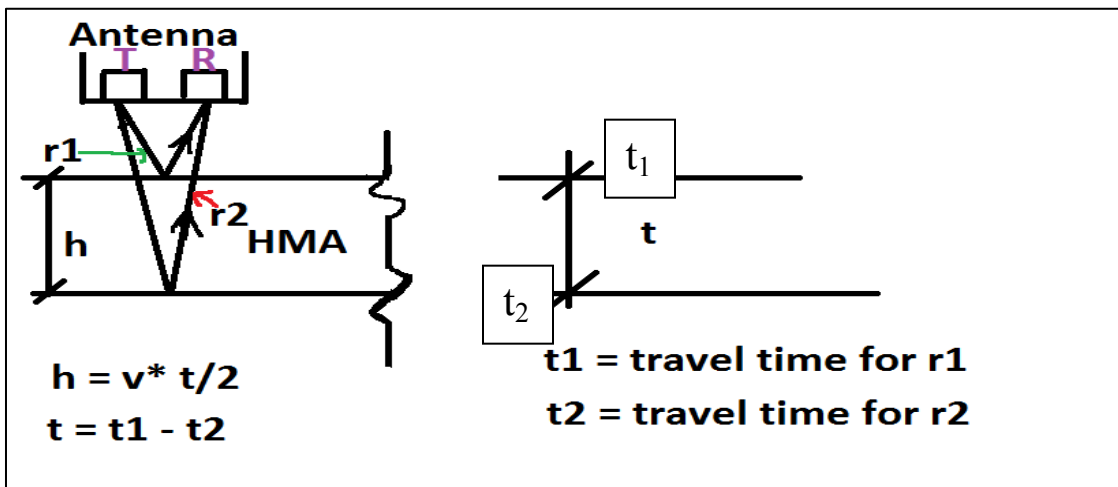 Antenna
T R
r1
r2
h
HMA
h = v* t/2
t = t1 - t2
t₁
t
t₂
t1 = travel time for r1
t2 = travel time for r2